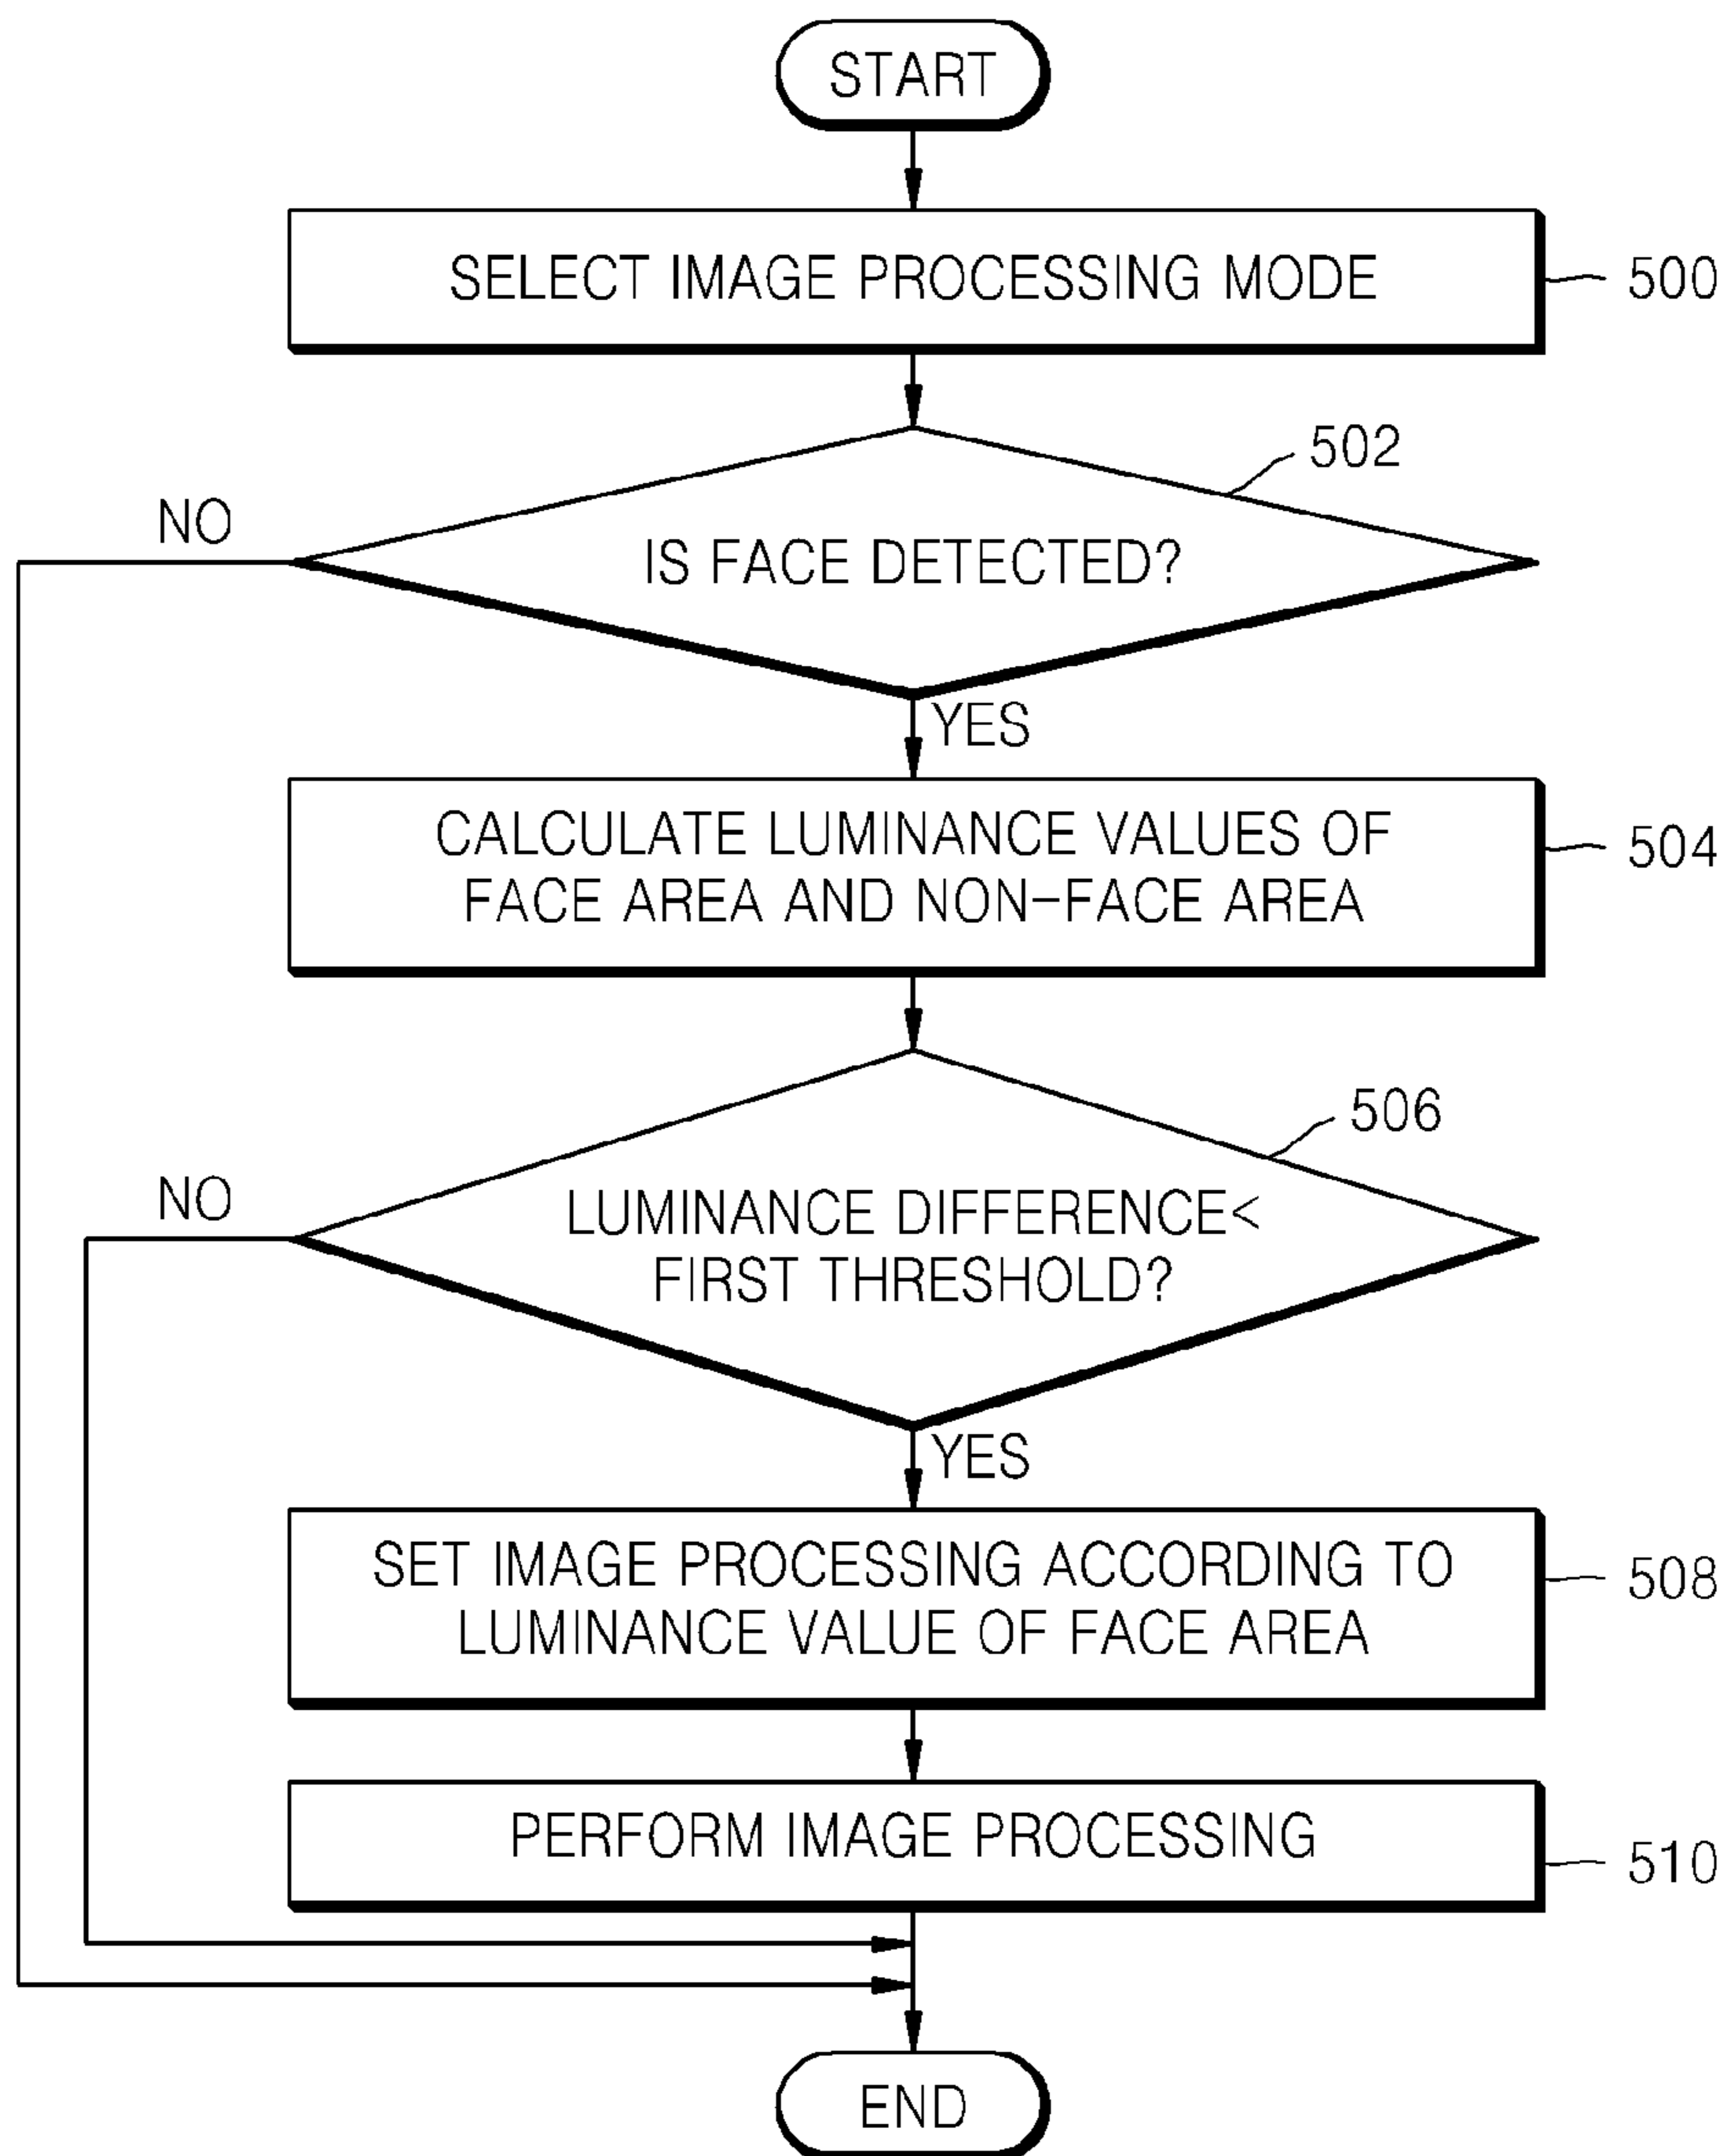 START
SELECT IMAGE PROCESSING MODE
500
502
NO
IS FACE DETECTED?
YES
CALCULATE LUMINANCE VALUES OF
FACE AREA AND NON-FACE AREA
504
506
NO
LUMINANCE DIFFERENCE<
FIRST THRESHOLD?
YES
SET IMAGE PROCESSING ACCORDING TO
LUMINANCE VALUE OF FACE AREA
508
PERFORM IMAGE PROCESSING
510
END